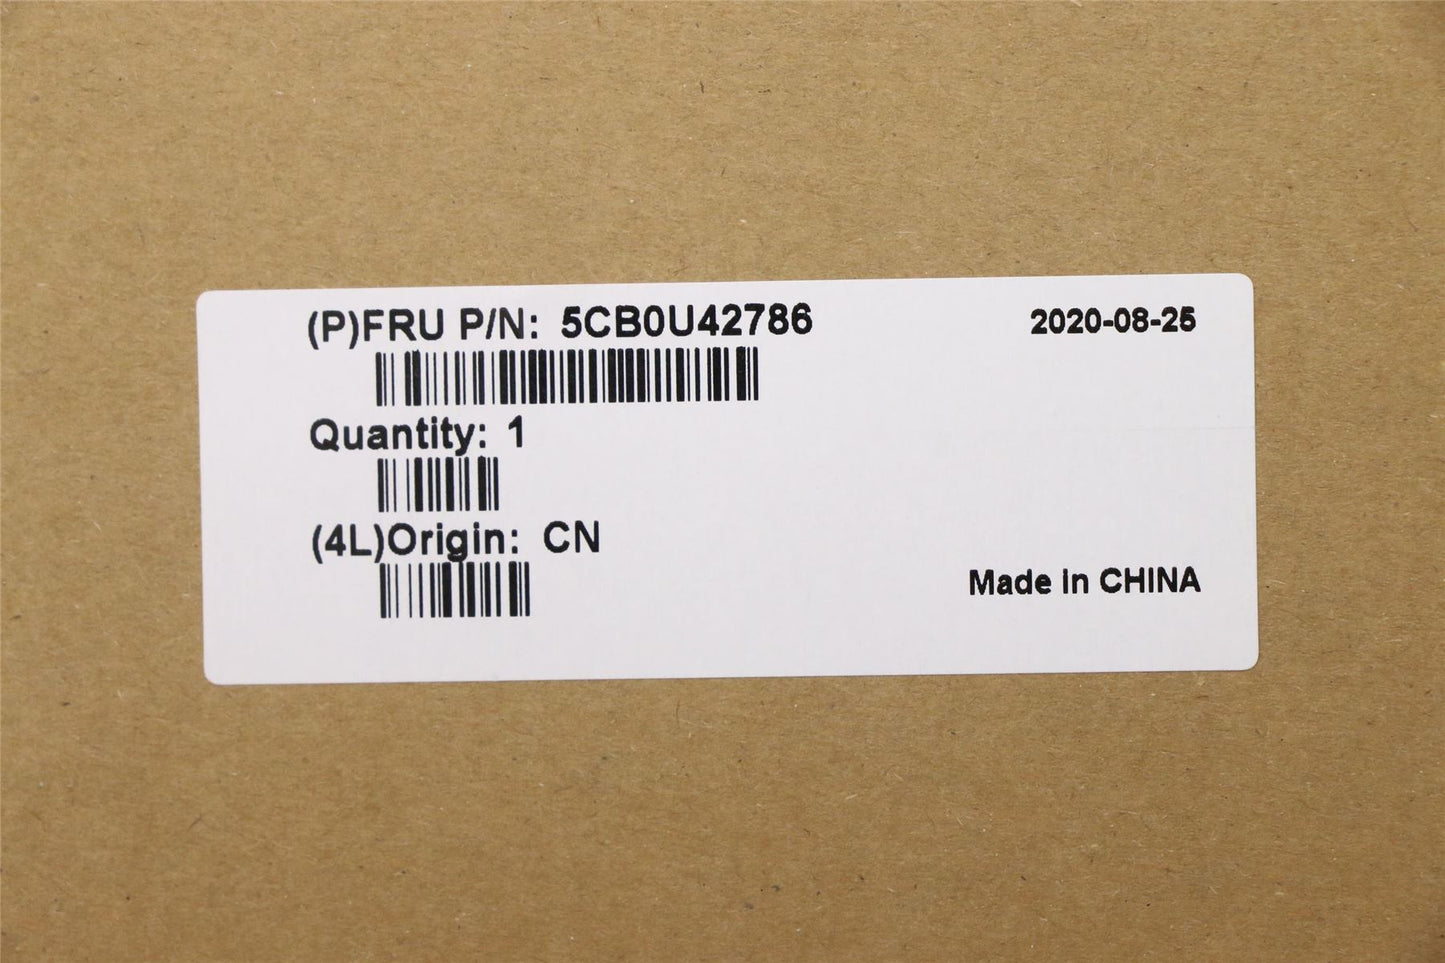 (P)FRU P/N: 5CB0U42786
2020-08-25
Quantity: 1
(4L)Origin: CN
Made in CHINA